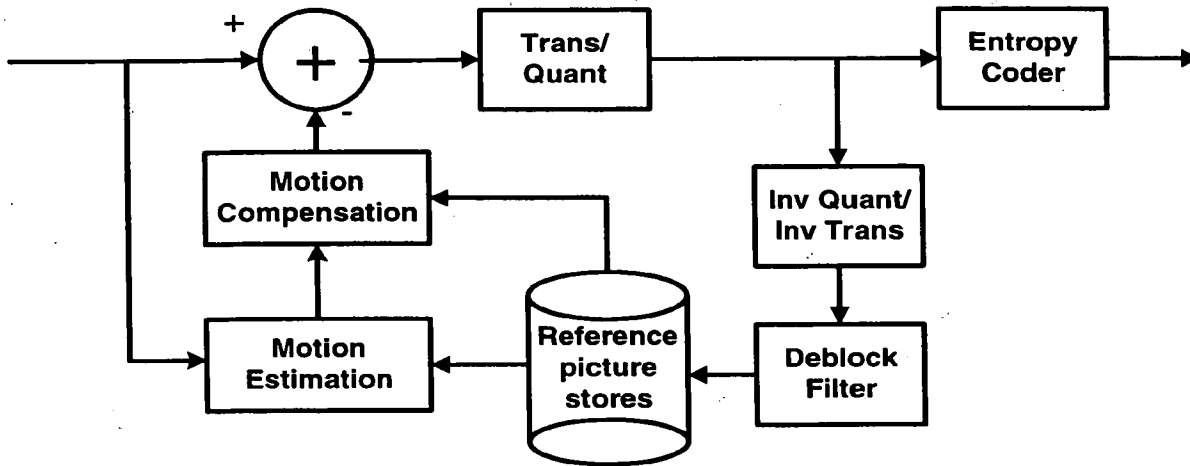 +
+
-
Trans/
Quant
Entropy
Coder
Motion
Compensation
Inv Quant/
Inv Trans
Motion
Estimation
Reference
picture
stores
Deblock
Filter